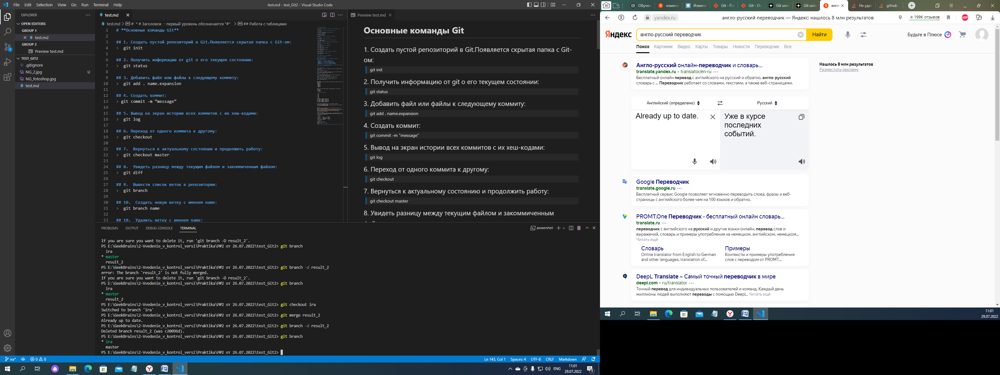 File Edit Selection View Go Run Terminal Help
test.md - test_Git2 - Visual Studio Code
EXPLORER
OPEN EDITORS
GROUP 1
test.md
GROUP 2
Preview test.md
TEST_GIT2
.gitignore
NG_2.jpg U
NG_fotoshop.jpg
test.md
test.md
test.md > # * # Заголовок - первый уровень обозначается "#" > ## Работа с таблицами
1 # **Основные команды Git**
2
3 ## 1. Создать пустой репозиторий в Git.Появляется скрытая папка с Git-ом:
4 > git init
5
6 ## 2. Получить информацию от git о его текущем состоянии:
7 > git status
8
9 ## 3. Добавить файл или файлы к следующему коммиту:
10 > git add . name.expansion
11
12 ## 4. Создать коммит:
13 > git commit -m “message”
14
15 ## 5. Вывод на экран истории всех коммитов с их хеш-кодами:
16 > git log
17
18 ## 6. Переход от одного коммита к другому:
19 > git checkout
20
21 ## 7. Вернуться к актуальному состоянию и продолжить работу:
22 > git checkout master
23
24 ## 8. Увидеть разницу между текущим файлом и закоммиченным файлом:
25 > git diff
26
27 ## 9. Вывести список веток в репозитории:
28 > git branch
29
30 ## 10. Создать новую ветку с именем name:
31 > git branch name
32
33 ## 10. Удалить ветку с именем name:
Preview test.md
Основные команды Git
1. Создать пустой репозиторий в Git.Появляется скрытая папка с Git-
ом:
git init
2. Получить информацию от git о его текущем состоянии:
git status
3. Добавить файл или файлы к следующему коммиту:
git add . name.expansion
4. Создать коммит:
git commit -m “message”
5. Вывод на экран истории всех коммитов с их хеш-кодами:
git log
6. Переход от одного коммита к другому:
git checkout
7. Вернуться к актуальному состоянию и продолжить работу:
git checkout master
8. Увидеть разницу между текущим файлом и закоммиченным
PROBLEMS OUTPUT DEBUG CONSOLE TERMINAL
powershell
If you are sure you want to delete it, run 'git branch -D result_2'.
PS E:\GeekBrains\2-Vvedenie_v_kontrol_versi\Praktika\P№2 от 26.07.2022\test_Git2> git branch
ira
* master
result_2
PS E:\GeekBrains\2-Vvedenie_v_kontrol_versi\Praktika\P№2 от 26.07.2022\test_Git2> git branch -d result_2
error: The branch 'result_2' is not fully merged.
If you are sure you want to delete it, run 'git branch -D result_2'.
PS E:\GeekBrains\2-Vvedenie_v_kontrol_versi\Praktika\P№2 от 26.07.2022\test_Git2> git branch
ira
* master
result_2
PS E:\GeekBrains\2-Vvedenie_v_kontrol_versi\Praktika\P№2 от 26.07.2022\test_Git2> git checkout ira
Switched to branch 'ira'
PS E:\GeekBrains\2-Vvedenie_v_kontrol_versi\Praktika\P№2 от 26.07.2022\test_Git2> git merge result_2
Already up to date.
PS E:\GeekBrains\2-Vvedenie_v_kontrol_versi\Praktika\P№2 от 26.07.2022\test_Git2> git branch -d result_2
Deleted branch result_2 (was c20096d).
PS E:\GeekBrains\2-Vvedenie_v_kontrol_versi\Praktika\P№2 от 26.07.2022\test_Git2> git branch
* ira
master
PS E:\GeekBrains\2-Vvedenie_v_kontrol_versi\Praktika\P№2 от 26.07.2022\test_Git2>
ira* 0 0
Ln 143, Col 1 Spaces: 4 UTF-8 CRLF Markdown
ENG 11:01
29.07.2022
1
10 Обучен измени Измене Git - Пе Git - Ос Git unm Git unm англ Не уда github
yandex.ru англо-русский переводчик — Яндекс: нашлось 8 млн результатов ★ 199K отзывов ABP
Яндекс англо-русский переводчик Найти Будьте в Плюсе
Поиск Картинки Видео Карты Товары Новости Переводчик Все
Англо-русский онлайн-переводчик и словарь...
translate.yandex.ru › translator/en-ru
Бесплатный онлайн перевод с английского на русский и обратно, англо-русский
словарь с ... Переводчик работает со словами, текстами, а также веб-страницами.
Нашлось 8 млн результатов
Разместить рекламу
Английский (определено) Русский
Already up to date.
Уже в курсе
последних
событий.
Google Переводчик
translate.google.ru
Бесплатный сервис Google позволяет мгновенно переводить слова, фразы и веб-
страницы с английского более чем на 100 языков и обратно.
PROMT.One Переводчик - бесплатный онлайн словарь...
translate.ru
переводчик с английского на русский и другие языки онлайн, перевод слов и
выражений, словарь и примеры употребления на немецком, английском, немецком...
Читать ещё
Словарь
Online translator from English to German
and other languages, translation of...
Примеры
Контексты и примеры употребления
слов с переводом от PROMT...
DeepL Translate – Самый точный переводчик в мире
deepl.com › ru/translator
Точный перевод для индивидуальных пользователей и команд. Каждый день
миллионы людей выполняют переводы с помощью DeepL. Читать ещё
11:01
29.07.2022